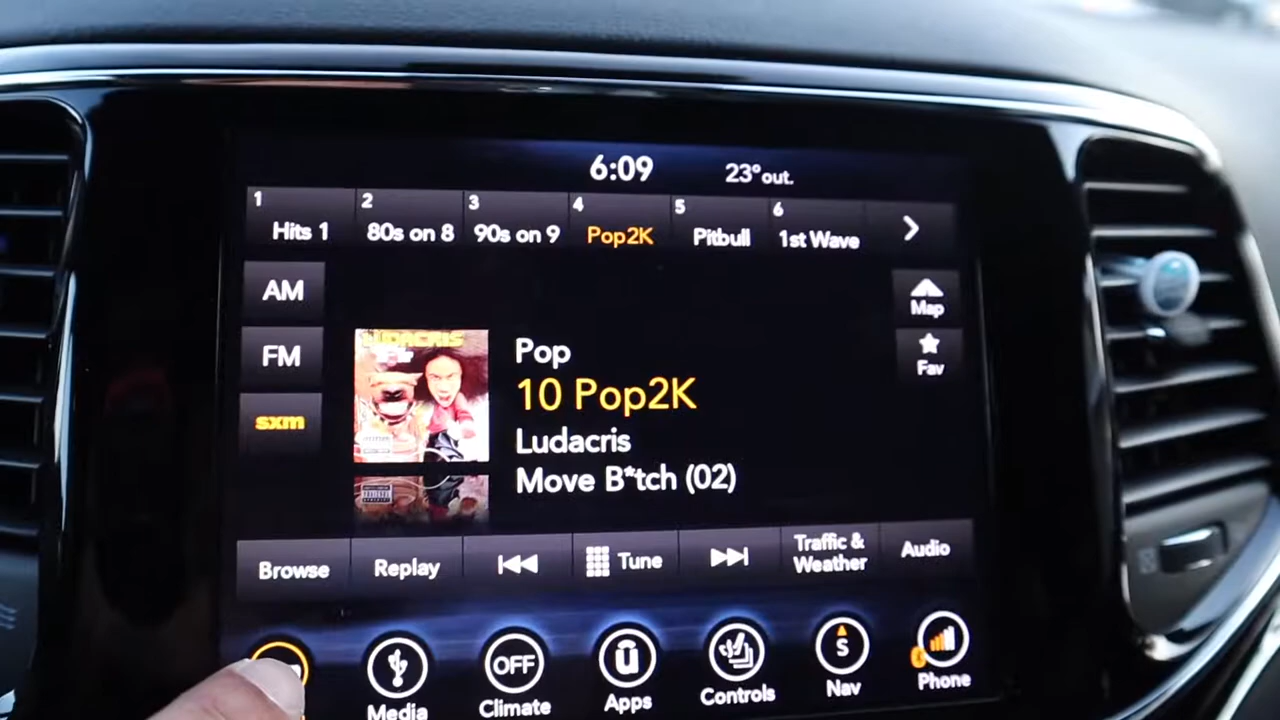 6:09
23°out.
1 Hits 1
2 80s on 8
3 90s on 9
4 Pop2K
5 Pitbull
6 1st Wave
AM
FM
sxm
LUDACRIS
Map
Fav
Pop
10 Pop2K
Ludacris
Move B*tch (02)
Browse
Replay
Tune
Traffic &
Weather
Audio
OFF
S
Media
Climate
Apps
Controls
Nav
Phone